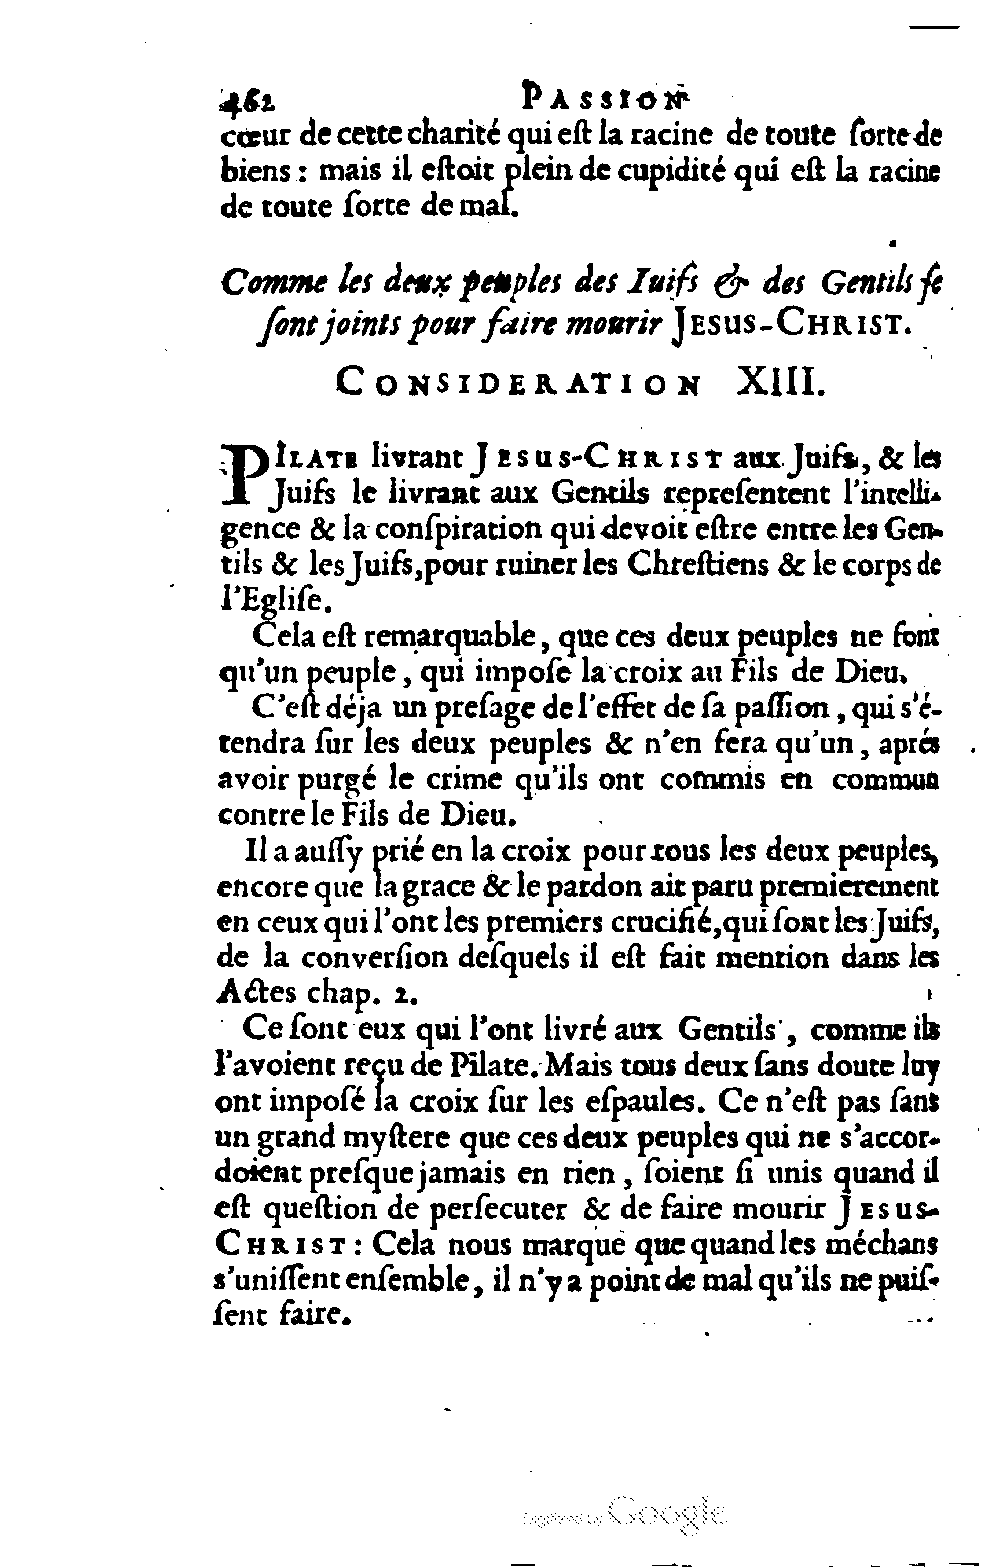 462 PASSION
cœur de cette charité qui eſt la racine de toute ſorte de
biens : mais il eſtoit plein de cupidité qui eſt la racine
de toute ſorte de mal.
Comme les deux peuples des Iuifs & des Gentils ſe
ſont joints pour faire mourir JESUS-CHRIST.
CONSIDERATION XIII.
PILATE livrant JESUS-CHRIST aux Juifs, & les
Juifs le livrant aux Gentils repreſentent l'intelli-
gence & la conſpiration qui devoit eſtre entre les Gen-
tils & les Juifs, pour ruiner les Chreſtiens & le corps de
l'Egliſe.
Cela eſt remarquable, que ces deux peuples ne font
qu'un peuple, qui impoſe la croix au Fils de Dieu.
C'eſt déja un preſage de l'effet de ſa paſſion, qui s'é-
tendra ſur les deux peuples & n'en fera qu'un, aprés
avoir purgé le crime qu'ils ont commis en commun
contre le Fils de Dieu.
Il a auſſy prié en la croix pour tous les deux peuples,
encore que la grace & le pardon ait paru premierement
en ceux qui l'ont les premiers crucifié, qui ſont les Juifs,
de la converſion deſquels il eſt fait mention dans les
Actes chap. 2.
Ce ſont eux qui l'ont livré aux Gentils, comme ils
l'avoient reçu de Pilate. Mais tous deux ſans doute luy
ont impoſé la croix ſur les eſpaules. Ce n'eſt pas ſans
un grand myſtere que ces deux peuples qui ne s'accor-
doient preſque jamais en rien, ſoient ſi unis quand il
eſt queſtion de perſecuter & de faire mourir JESUS-
CHRIST : Cela nous marque que quand les méchans
s'uniſſent enſemble, il n'y a point de mal qu'ils ne puiſ-
ſent faire.
Digitized by Google